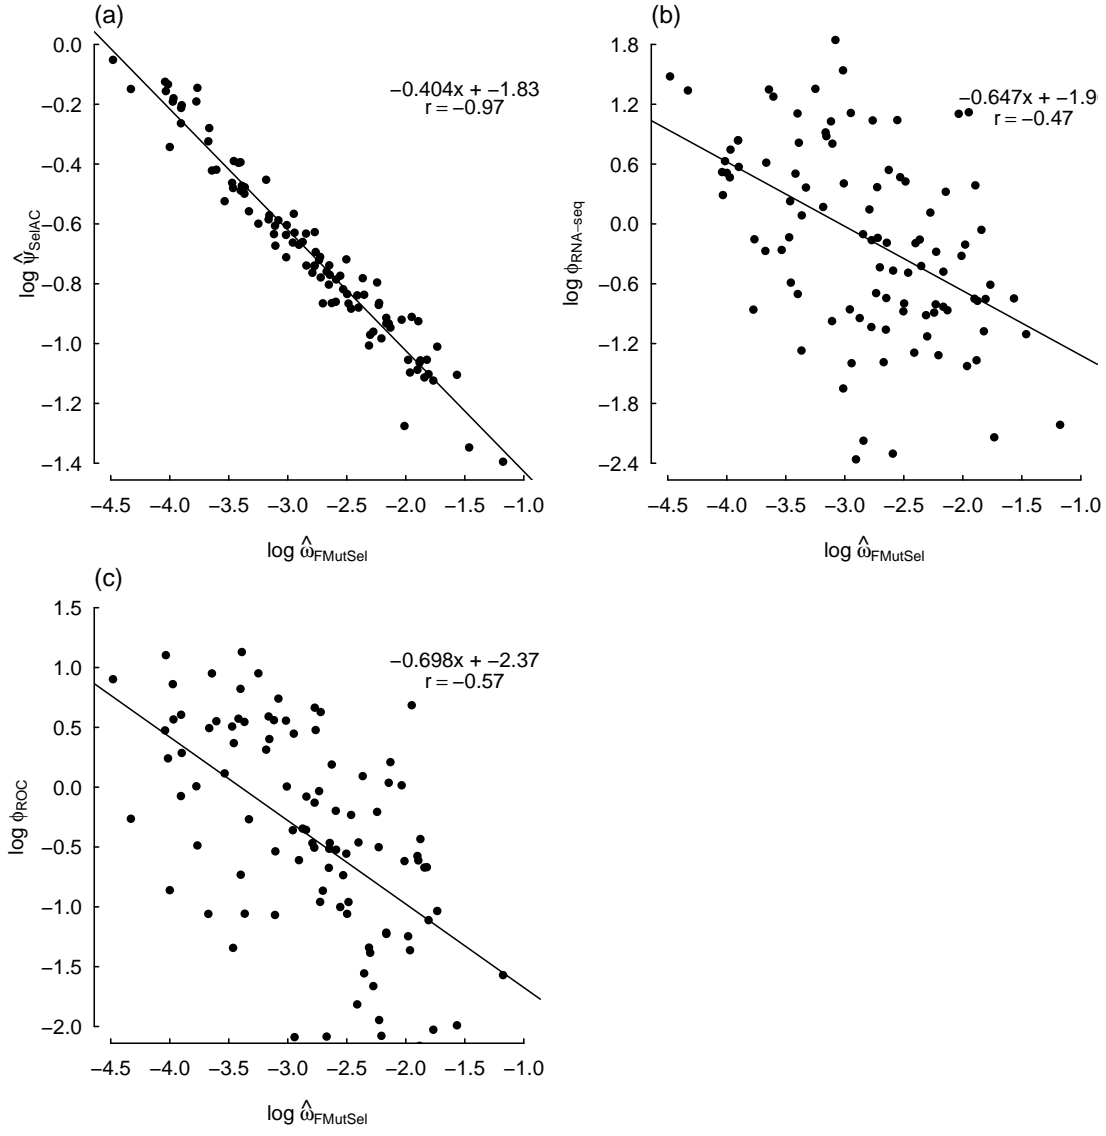 (a)
0.0
−0.2
−0.4
−0.6
−0.8
−1.0
−1.2
−1.4
log ψ̂SelAC
−0.404x + −1.83
r = −0.97
−4.5 −4.0 −3.5 −3.0 −2.5 −2.0 −1.5 −1.0
log ω̂FMutSel
(b)
1.8
1.2
0.6
0.0
−0.6
−1.2
−1.8
−2.4
log ϕRNA−seq
−0.647x + −1.9
r = −0.47
−4.5 −4.0 −3.5 −3.0 −2.5 −2.0 −1.5 −1.0
log ω̂FMutSel
(c)
1.5
1.0
0.5
0.0
−0.5
−1.0
−1.5
−2.0
log ϕROC
−0.698x + −2.37
r = −0.57
−4.5 −4.0 −3.5 −3.0 −2.5 −2.0 −1.5 −1.0
log ω̂FMutSel